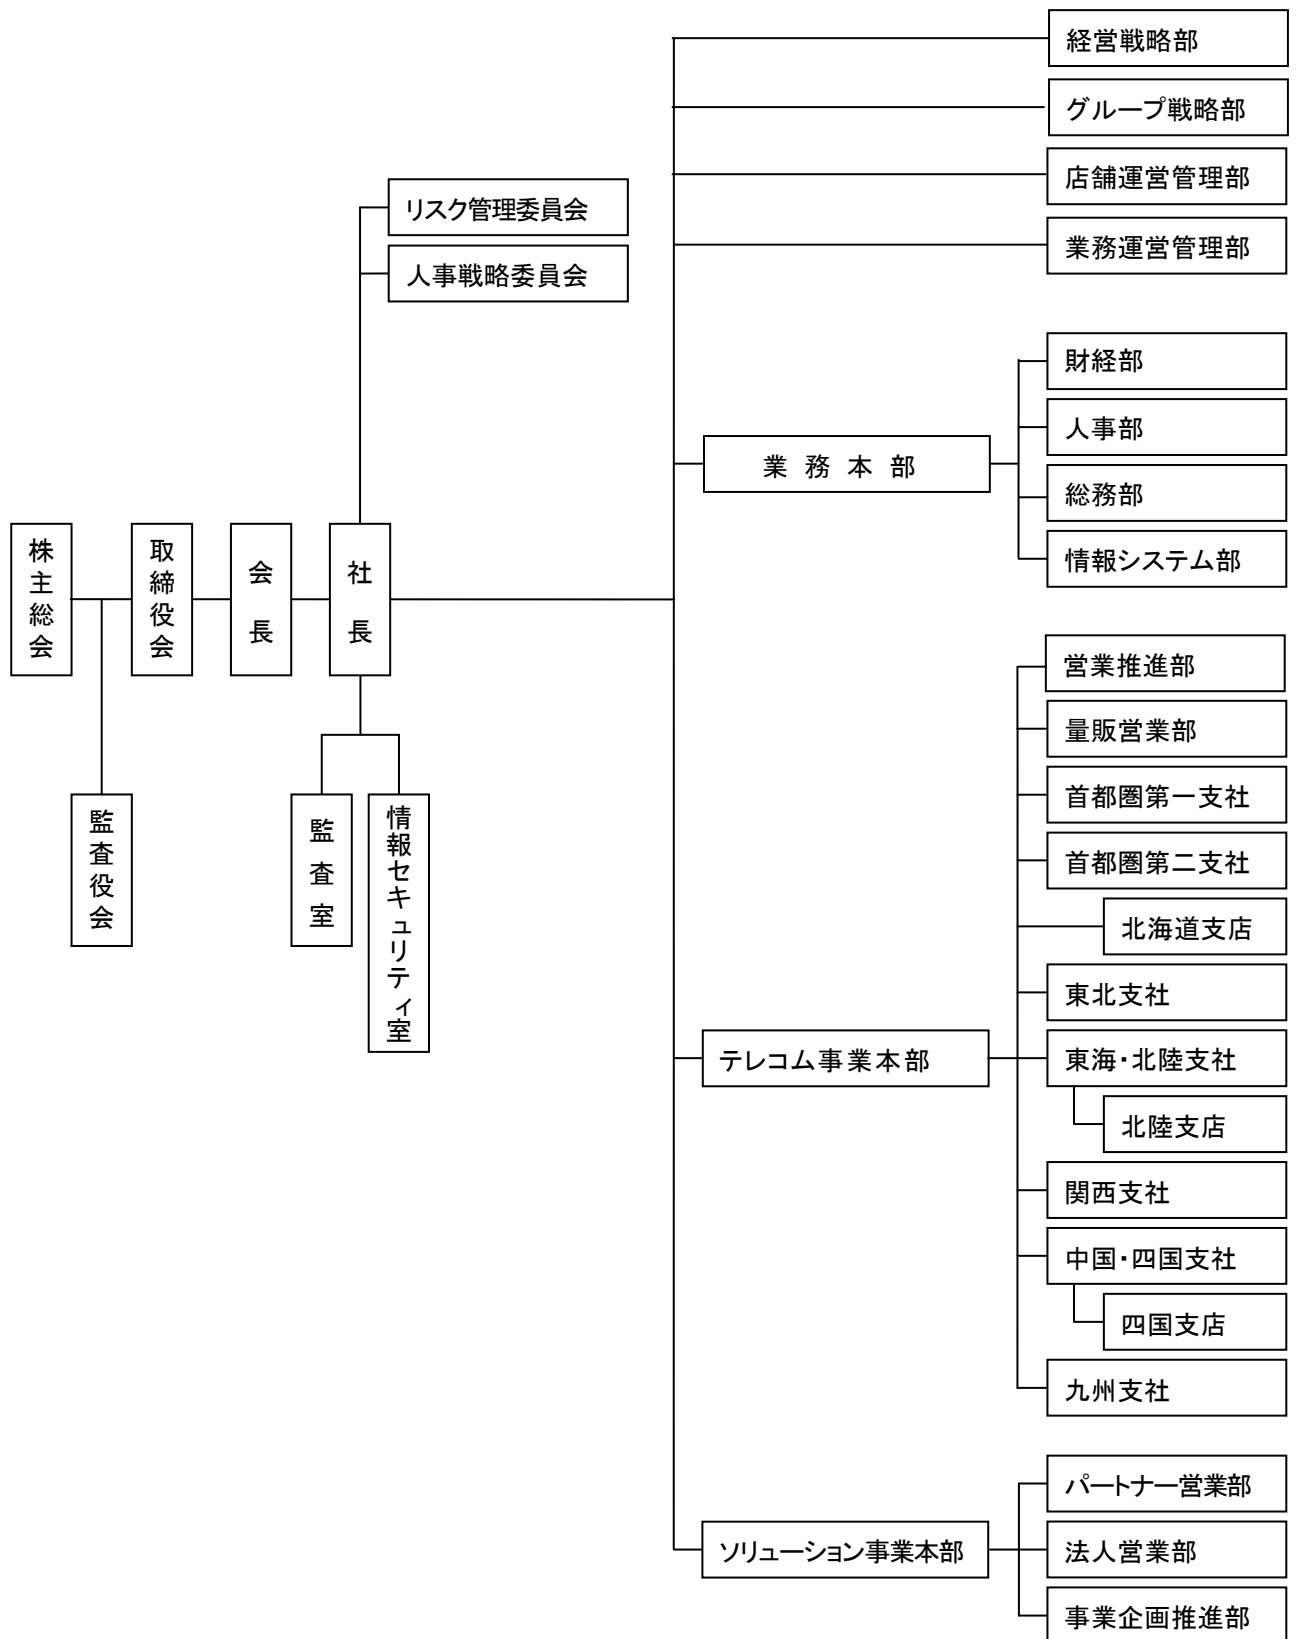 経営戦略部
グループ戦略部
店舗運営管理部
業務運営管理部
リスク管理委員会
人事戦略委員会
財経部
人事部
業務本部
総務部
情報システム部
株主総会
取締役会
会長
社長
監査役会
監査室
情報セキュリティ室
営業推進部
量販営業部
首都圏第一支社
首都圏第二支社
北海道支店
東北支社
テレコム事業本部
東海・北陸支社
北陸支店
関西支社
中国・四国支社
四国支店
九州支社
パートナー営業部
ソリューション事業本部
法人営業部
事業企画推進部